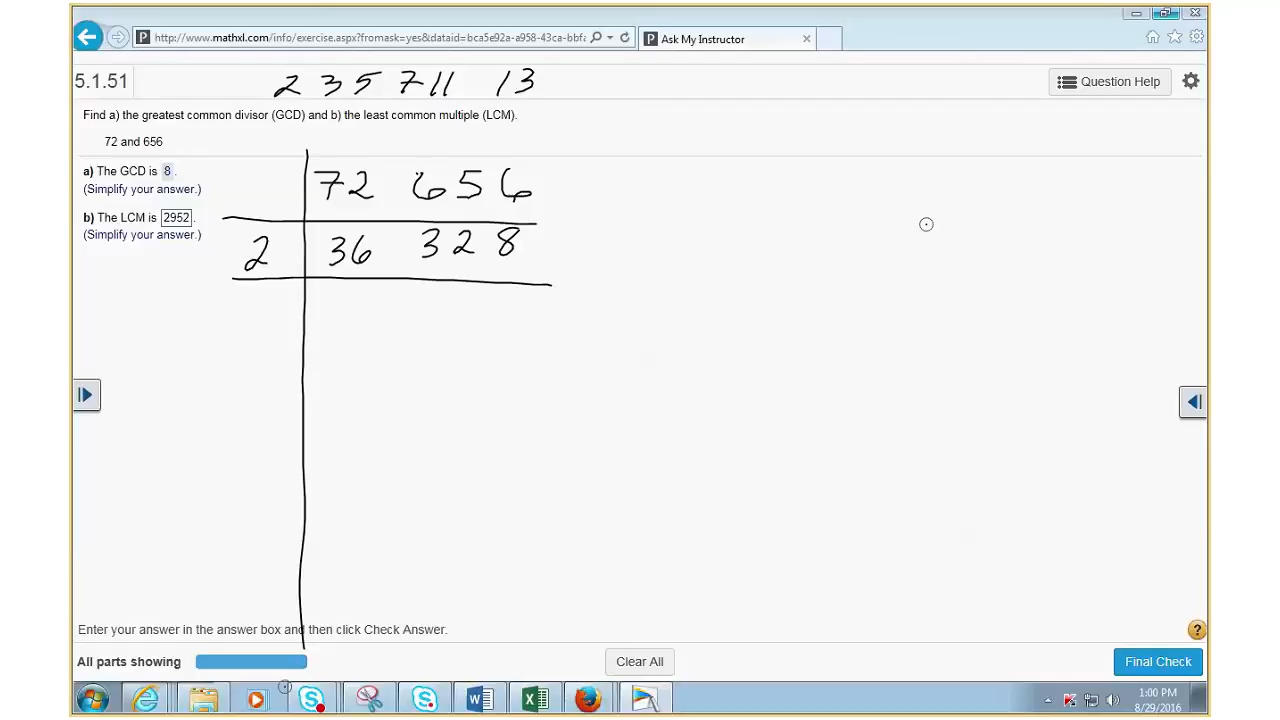 http://www.mathxl.com/info/exercise.aspx?fromask=yes&dataid=bca5e92a-a958-43ca-bbfa
Ask My Instructor
5.1.51
2 3 5 7 11 13
Question Help
Find a) the greatest common divisor (GCD) and b) the least common multiple (LCM).
72 and 656
a) The GCD is 8.
(Simplify your answer.)
b) The LCM is 2952
(Simplify your answer.)
72 656
2 36 328
Enter your answer in the answer box and then click Check Answer.
?
All parts showing
Clear All
Final Check
1:00 PM
8/29/2016